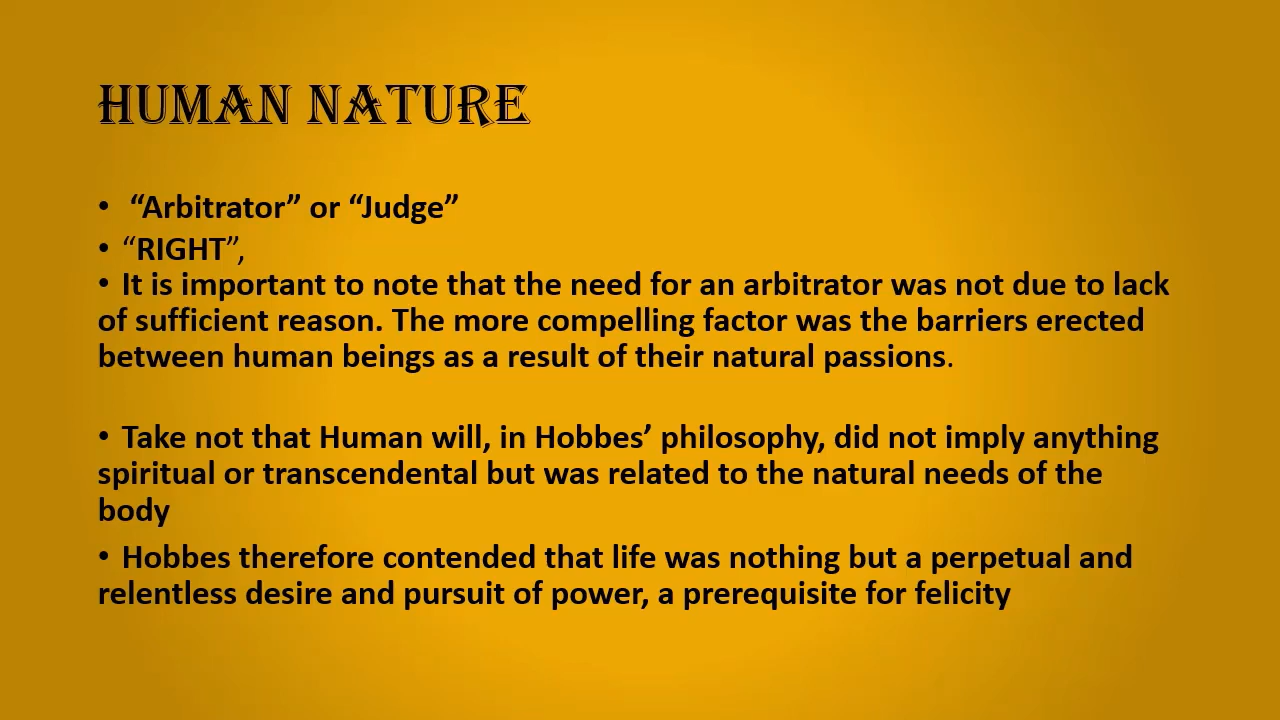 HUMAN NATURE
• “Arbitrator” or “Judge”
• “RIGHT”,
• It is important to note that the need for an arbitrator was not due to lack
of sufficient reason. The more compelling factor was the barriers erected
between human beings as a result of their natural passions.
• Take not that Human will, in Hobbes’ philosophy, did not imply anything
spiritual or transcendental but was related to the natural needs of the
body
• Hobbes therefore contended that life was nothing but a perpetual and
relentless desire and pursuit of power, a prerequisite for felicity